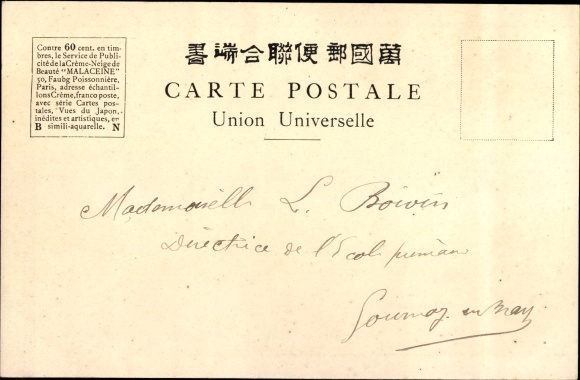 Contre 60 cent. en tim-
bres, le Service de Publi-
cité de la Crème-Neige de
Beauté "MALACEINE"
50, Faubg Poissonnière,
Paris, adresse échantil-
lons Crème, franco poste,
avec série Cartes pos-
tales, Vues du Japon,
inédites et artistiques, en
B simili-aquarelle. N
書端合聯便郵國萬
CARTE POSTALE
Union Universelle
Mademoiselle L. Boivin
Directrice de l'Ecole primaire
Gournay en Bray